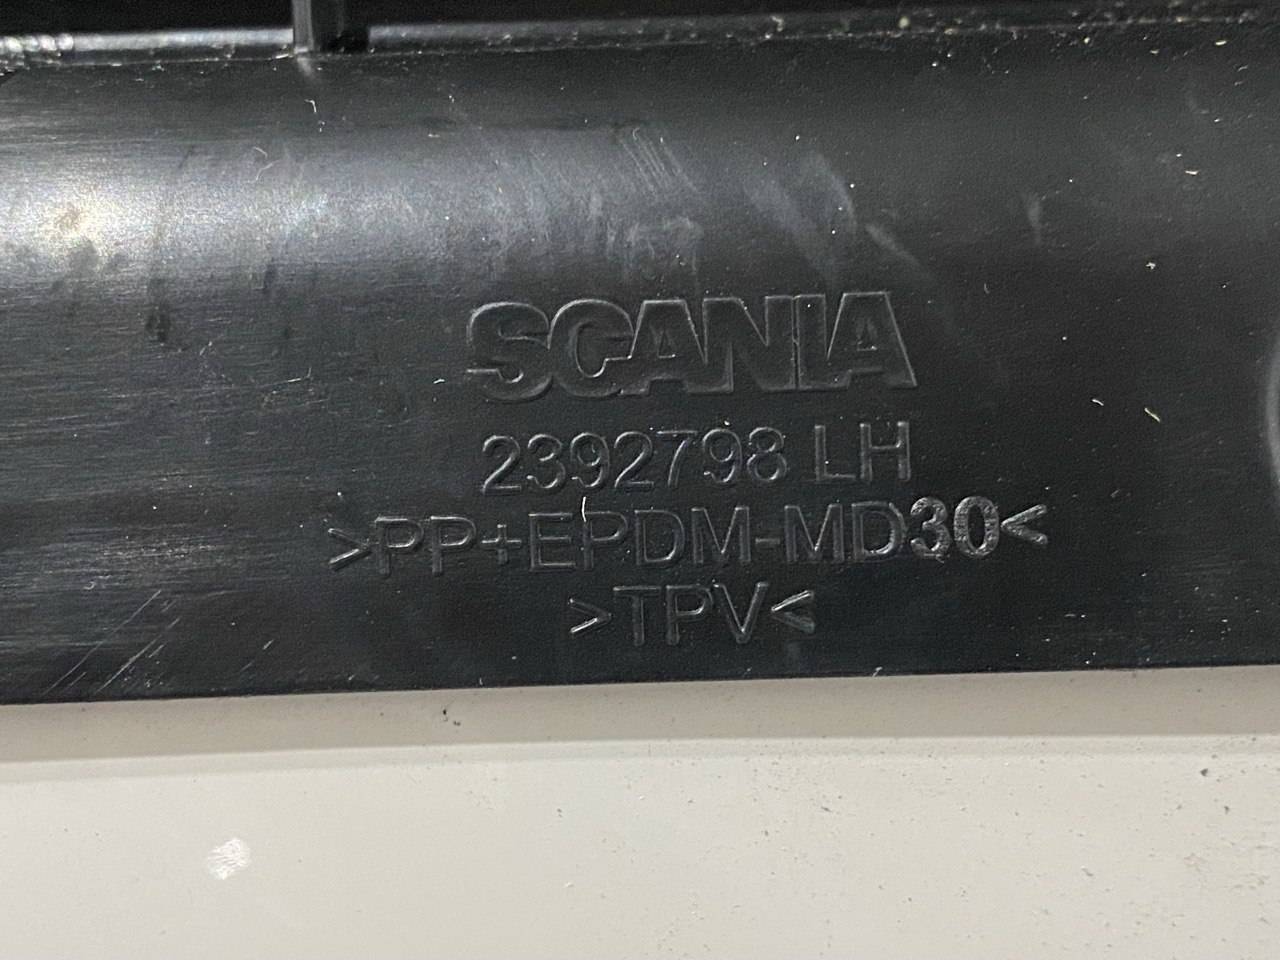 SCANIA
2392798 LH
>PP+EPDM-MD30<
>TPV<